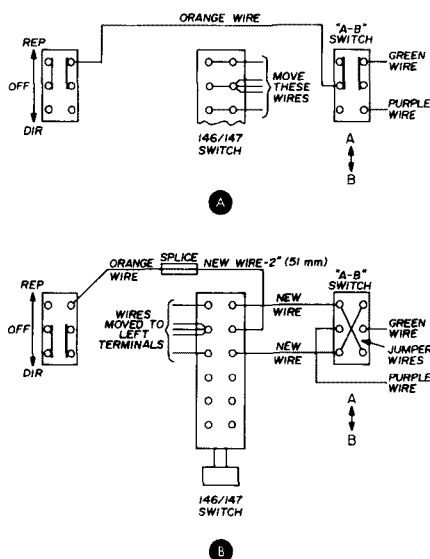 ORANGE WIRE
REP
OFF
DIR
MOVE
THESE
WIRES
146/147
SWITCH
"A-B"
SWITCH
GREEN
WIRE
PURPLE
WIRE
A
B
A
REP
OFF
DIR
ORANGE
WIRE
SPLICE
NEW WIRE-2" (51 mm)
WIRES
MOVED TO
LEFT
TERMINALS
NEW
WIRE
NEW
WIRE
146/147
SWITCH
"A-B"
SWITCH
GREEN
WIRE
JUMPER
WIRES
PURPLE
WIRE
A
B
B